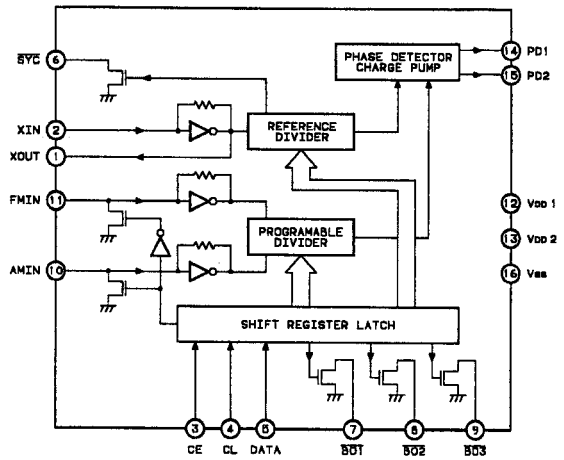 SYC 6
14 PD1
PHASE DETECTOR
CHARGE PUMP
15 PD2
XIN 2
REFERENCE
DIVIDER
XOUT 1
FMIN 11
12 VDD 1
PROGRAMABLE
DIVIDER
13 VDD 2
AMIN 10
16 Vss
SHIFT REGISTER LATCH
3 4 5 7 8 9
CE CL DATA BO1 BO2 BO3